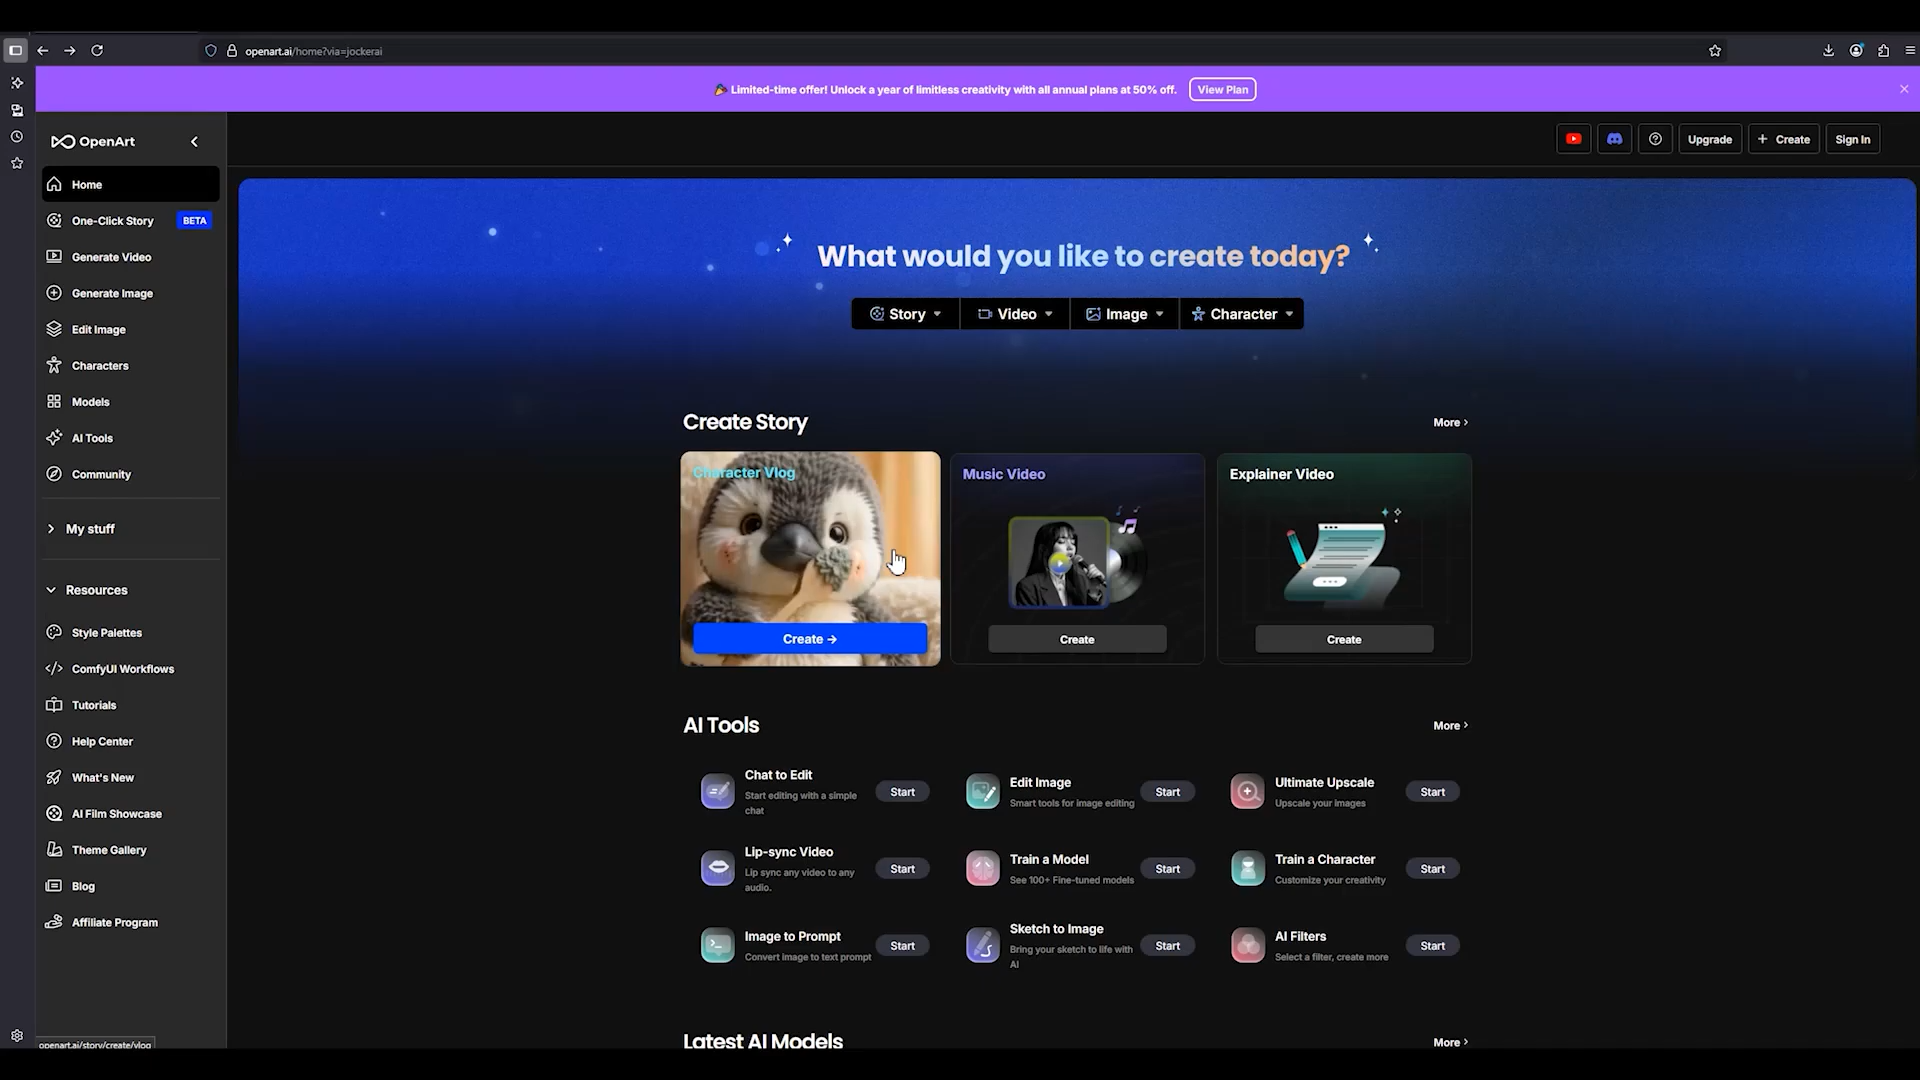 openart.ai/home?via=jockerai
Limited-time offer! Unlock a year of limitless creativity with all annual plans at 50% off.
View Plan
OpenArt
Upgrade
+ Create
Sign In
Home
One-Click Story
BETA
Generate Video
Generate Image
Edit Image
Characters
Models
AI Tools
Community
My stuff
Resources
Style Palettes
ComfyUI Workflows
Tutorials
Help Center
What's New
AI Film Showcase
Theme Gallery
Blog
Affiliate Program
What would you like to create today?
Story
Video
Image
Character
Create Story
More >
Character Vlog
Create →
Music Video
Create
Explainer Video
Create
AI Tools
More >
Chat to Edit
Start editing with a simple
chat
Start
Edit Image
Smart tools for image editing
Start
Ultimate Upscale
Upscale your images
Start
Lip-sync Video
Lip sync any video to any
audio.
Start
Train a Model
See 100+ Fine-tuned models
Start
Train a Character
Customize your creativity
Start
Image to Prompt
Convert image to text prompt
Start
Sketch to Image
Bring your sketch to life with
AI
Start
AI Filters
Select a filter, create more
Start
Latest AI Models
More >
openart.ai/story/create/vlog